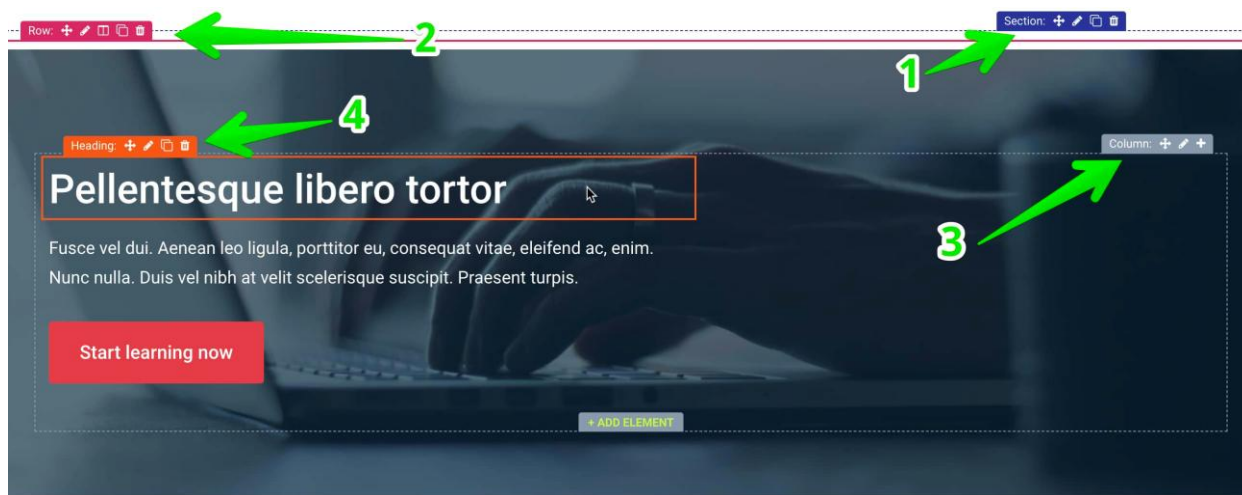 Section:
Row:
2
1
4
Heading:
Column:
Pellentesque libero tortor
3
Fusce vel dui. Aenean leo ligula, porttitor eu, consequat vitae, eleifend ac, enim.
Nunc nulla. Duis vel nibh at velit scelerisque suscipit. Praesent turpis.
Start learning now
+ ADD ELEMENT